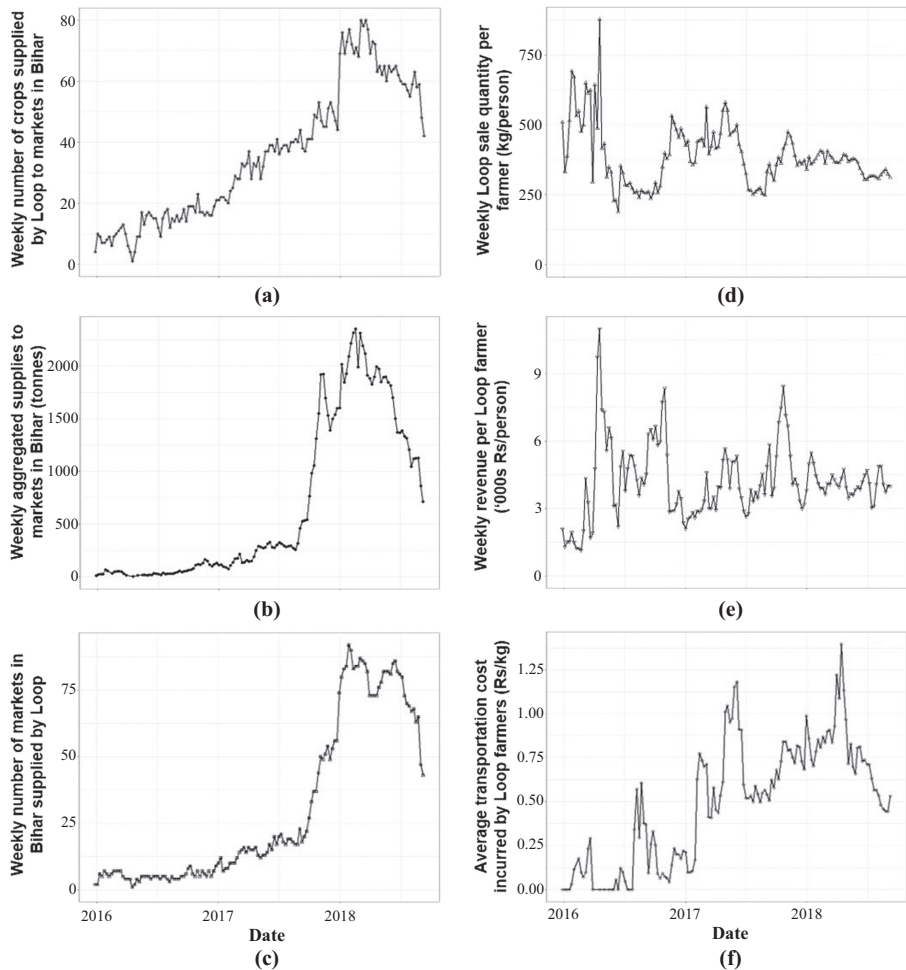 Weekly number of crops supplied
by Loop to markets in Bihar
80
60
40
20
0
(a)
Weekly Loop sale quantity per
farmer (kg/person)
750
500
250
0
(d)
Weekly aggregated supplies to
markets in Bihar (tonnes)
2000
1500
1000
500
0
(b)
Weekly revenue per Loop farmer
('000s Rs/person)
9
6
3
0
(e)
Weekly number of markets in
Bihar supplied by Loop
75
50
25
0
2016 2017 2018
Date
(c)
Average transportation cost
incurred by Loop farmers (Rs/kg)
1.25
1.00
0.75
0.50
0.25
0.00
2016 2017 2018
Date
(f)